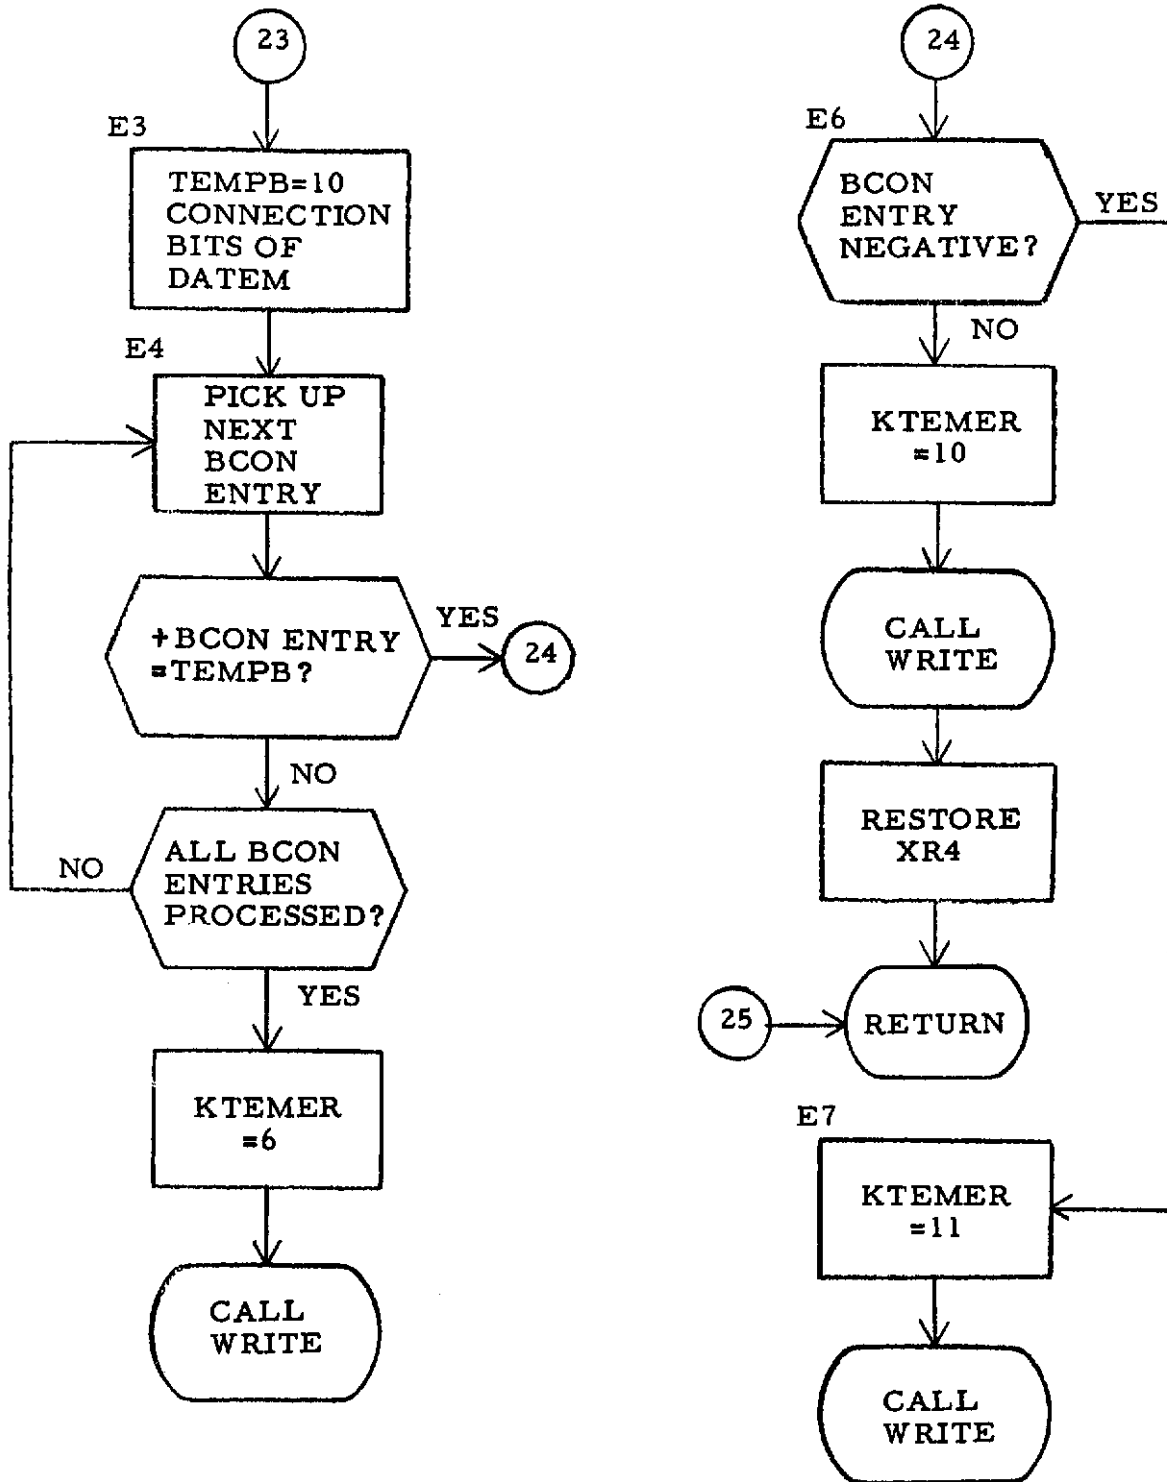 23
E3
TEMPB=10
CONNECTION
BITS OF
DATEM
E4
PICK UP
NEXT
BCON
ENTRY
+BCON ENTRY
=TEMPB?
YES
24
NO
ALL BCON
ENTRIES
PROCESSED?
NO
YES
KTEMER
=6
CALL
WRITE
24
E6
BCON
ENTRY
NEGATIVE?
YES
NO
KTEMER
=10
CALL
WRITE
RESTORE
XR4
25
RETURN
E7
KTEMER
=11
CALL
WRITE